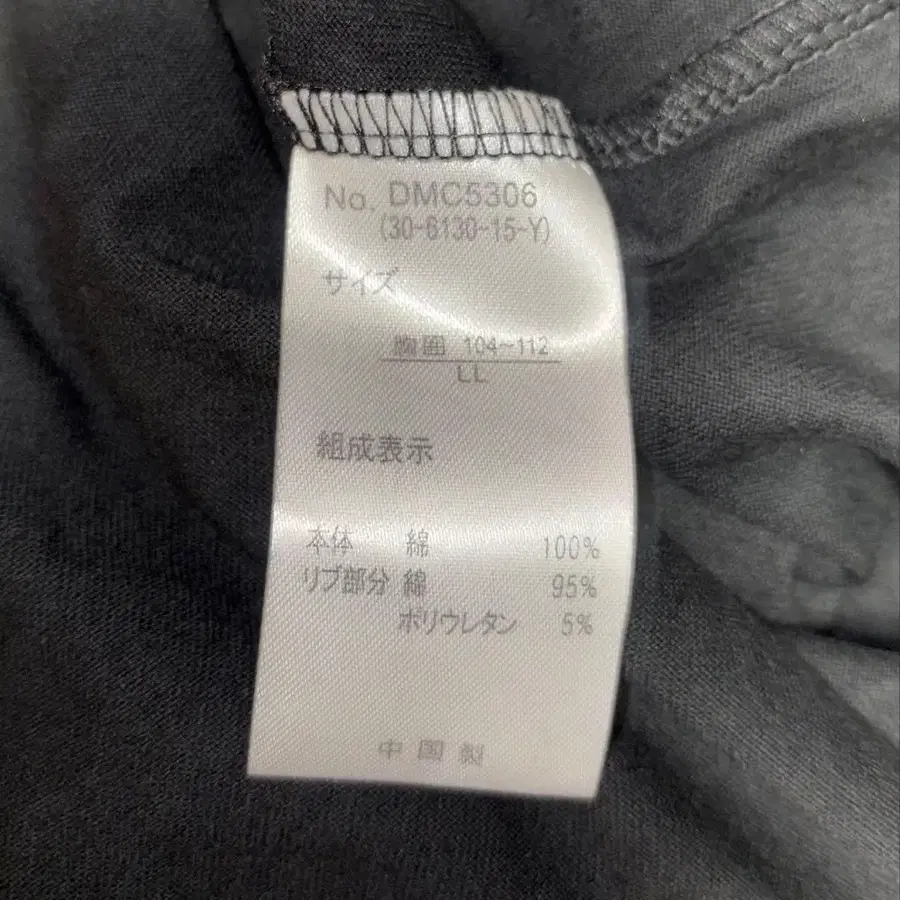 No. DMC5306
(30-6130-15-Y)
サイズ
胸囲 104~112
LL
組成表示
本体 綿 100%
リブ部分 綿 95%
ポリウレタン 5%
中国製